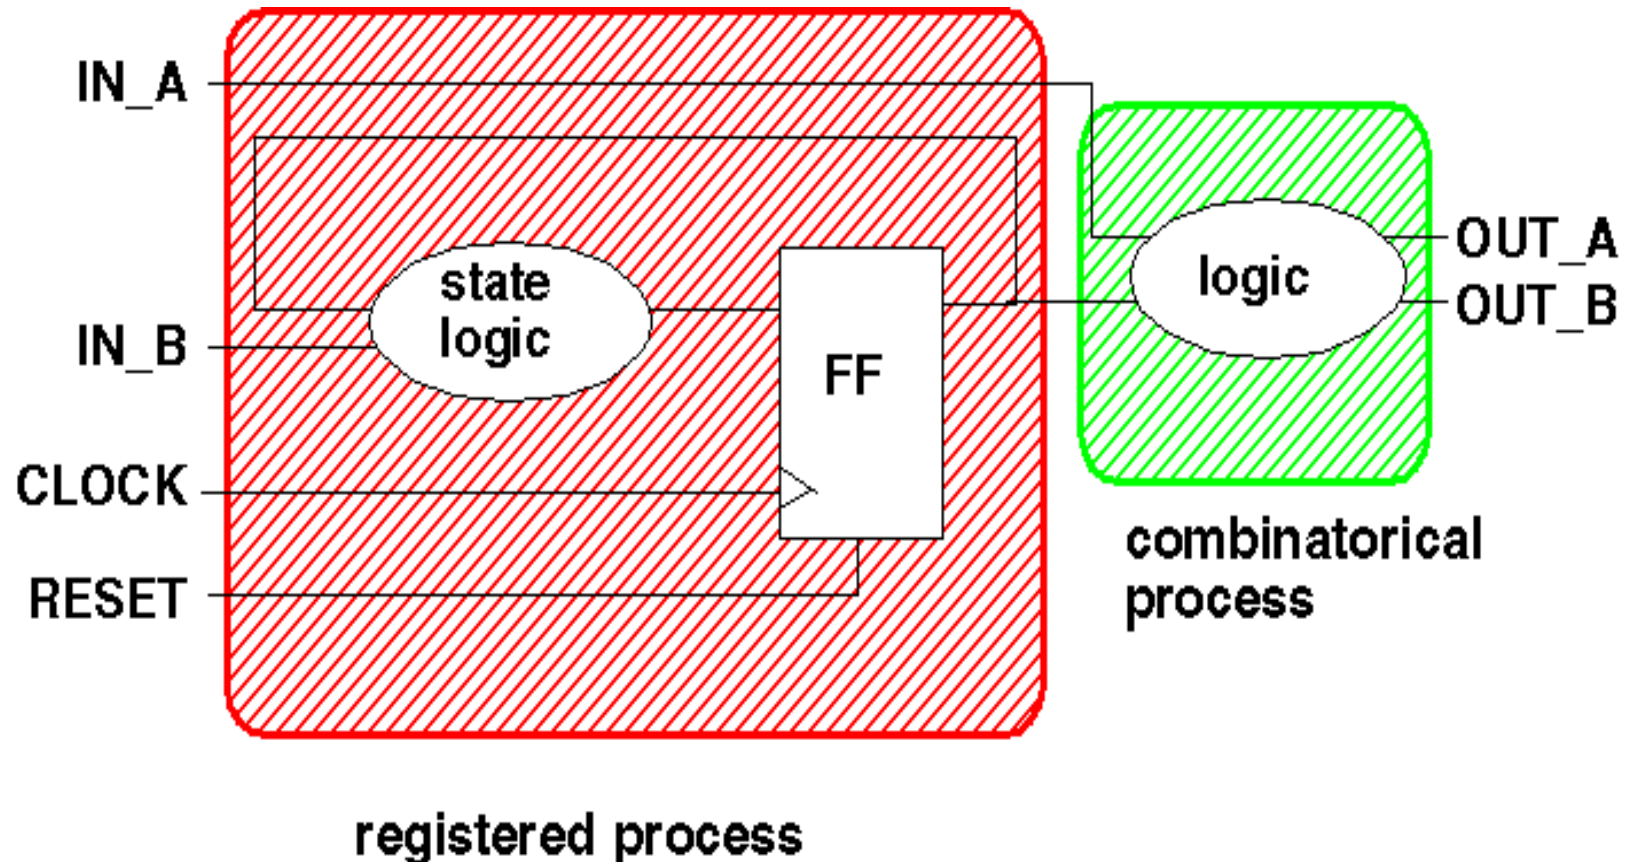 IN_A
state
logic
IN_B
FF
CLOCK
RESET
logic
OUT_A
OUT_B
combinatorical
process
registered process